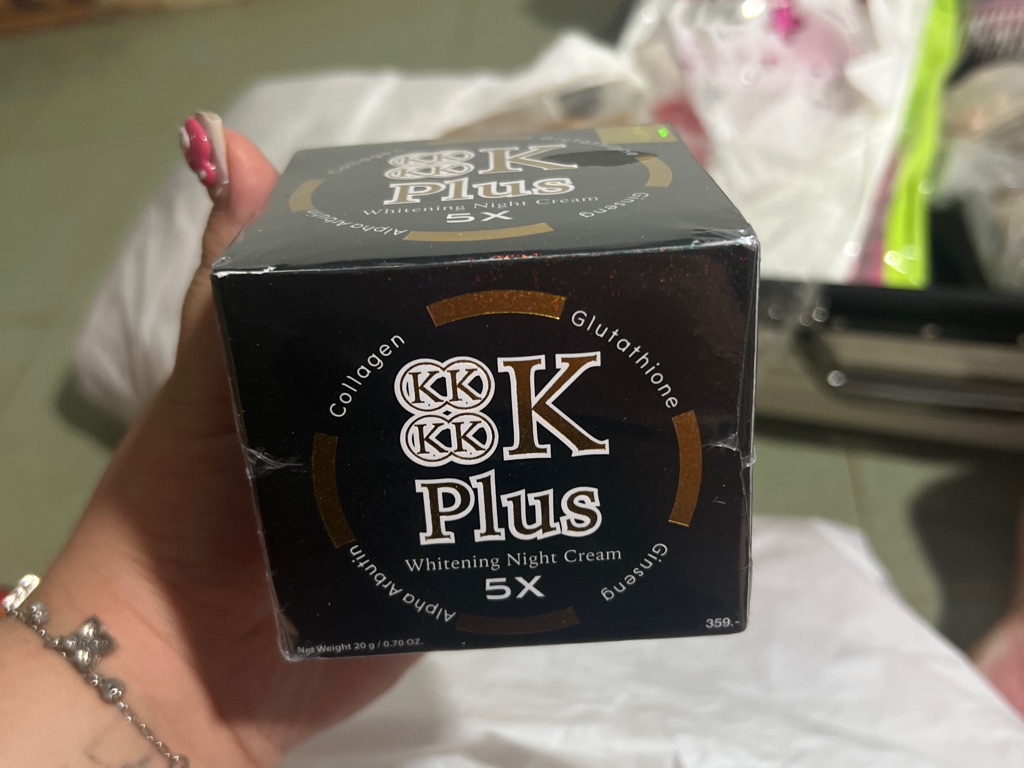 K
Plus
Whitening Night Cream
5X
Alpha Arbutin
Ginseng
Collagen
Glutathione
KK
KK
K
Plus
Whitening Night Cream
5X
Alpha Arbutin
Ginseng
Net Weight 20 g / 0.70 OZ.
359.-